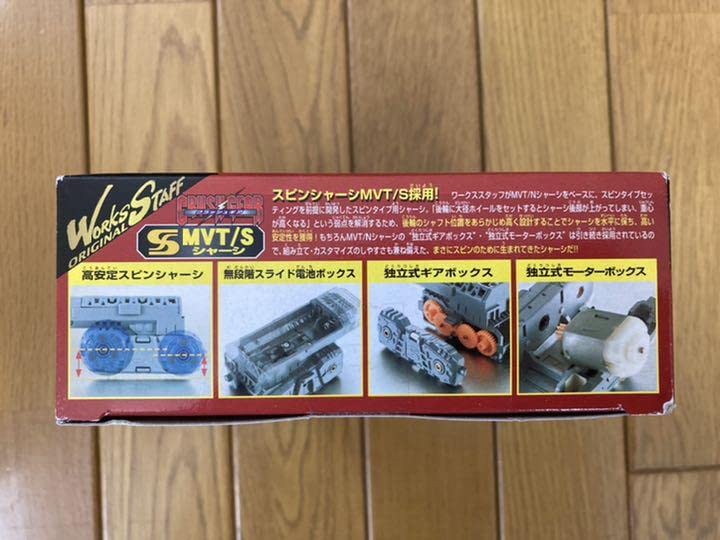 WORKS STAFF
ORIGINAL
CRUSH GEAR
クラッシュギア
SS MVT/S
シャーシ
スピンシャーシMVT/S採用! ワークススタッフがMVT/Nシャーシをベースに、スピンタイプセッ
ティングを前提に開発したスピンタイプ用シャーシ。「後輪に大径ホイールをセットするとシャーシ後部が上がってしまい、重心
が高くなる」という弱点を解消するため、後輪のシャフト位置をあらかじめ高く設計することでシャーシを水平に保ち、高い
安定性を獲得!もちろんMVT/Nシャーシの“独立式ギアボックス”・“独立式モーターボックス”は引き続き採用されているの
で、組み立て・カスタマイズのしやすさも兼ね備えた、まさにスピンのために生まれてきたシャーシだ!!
高安定スピンシャーシ
無段階スライド電池ボックス
独立式ギアボックス
独立式モーターボックス